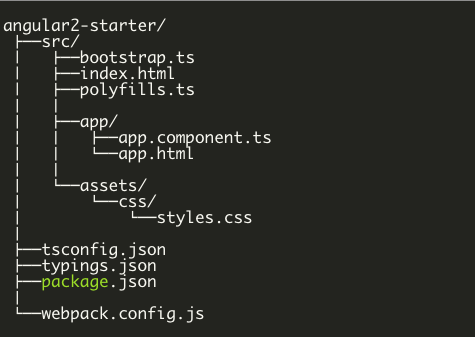 angular2-starter/
├──src/
│   ├──bootstrap.ts
│   ├──index.html
│   ├──polyfills.ts
│   │
│   ├──app/
│   │   ├──app.component.ts
│   │   └──app.html
│   │
│   └──assets/
│       └──css/
│           └──styles.css
│
├──tsconfig.json
├──typings.json
├──package.json
│
└──webpack.config.js